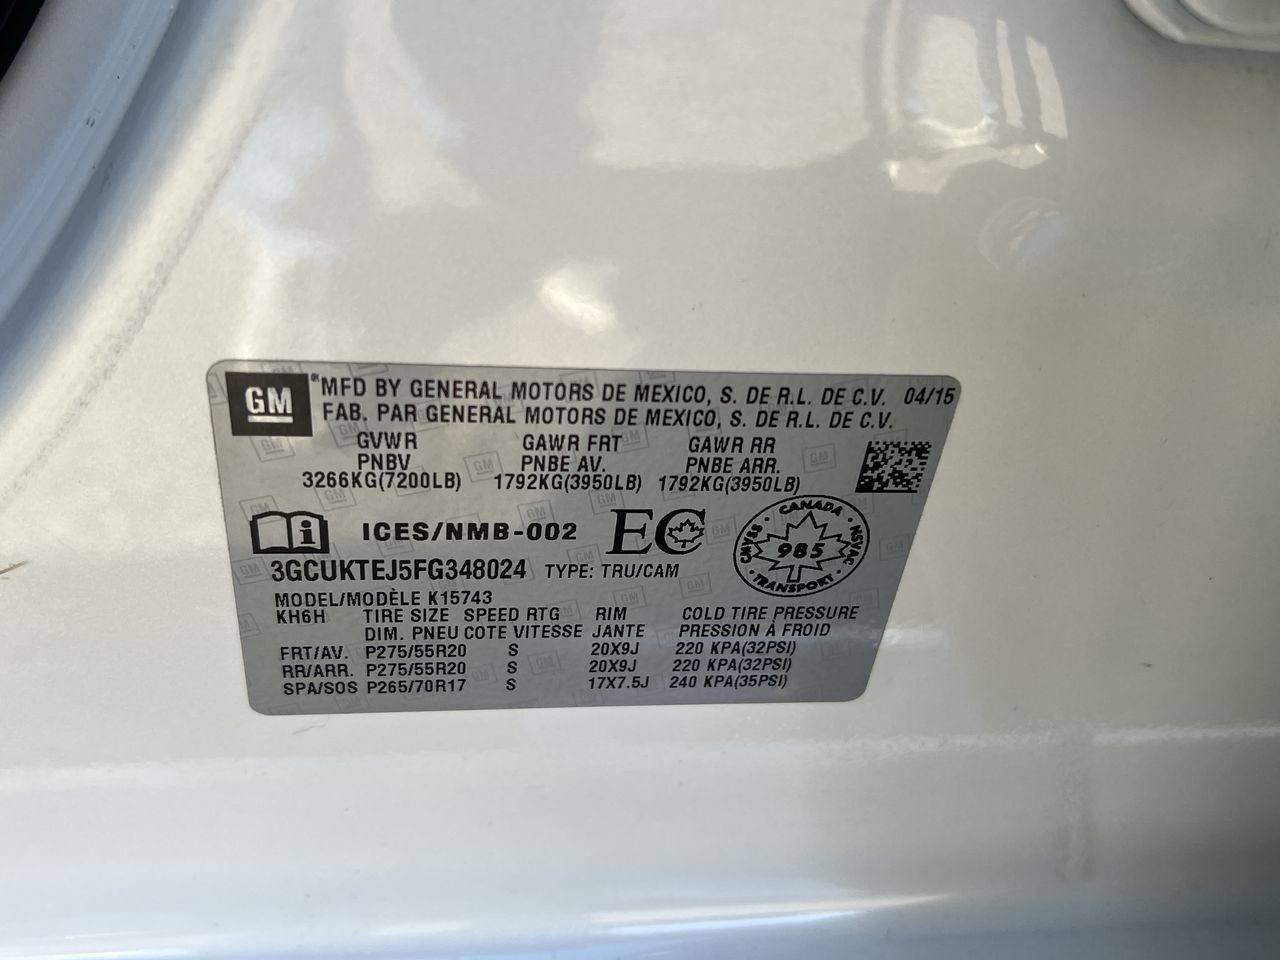 GM ® MFD BY GENERAL MOTORS DE MEXICO, S. DE R.L. DE C.V. 04/15
FAB. PAR GENERAL MOTORS DE MEXICO, S. DE R.L. DE C.V.
GVWR GAWR FRT GAWR RR
PNBV PNBE AV. PNBE ARR.
3266KG(7200LB) 1792KG(3950LB) 1792KG(3950LB)
i ICES/NMB-002 EC
CANADA
CMVSS 985 NSVAC
TRANSPORT
3GCUKTEJ5FG348024 TYPE: TRU/CAM
MODEL/MODÈLE K15743
KH6H TIRE SIZE SPEED RTG RIM COLD TIRE PRESSURE
DIM. PNEU COTE VITESSE JANTE PRESSION À FROID
FRT/AV. P275/55R20 S 20X9J 220 KPA(32PSI)
RR/ARR. P275/55R20 S 20X9J 220 KPA(32PSI)
SPA/SOS P265/70R17 S 17X7.5J 240 KPA(35PSI)